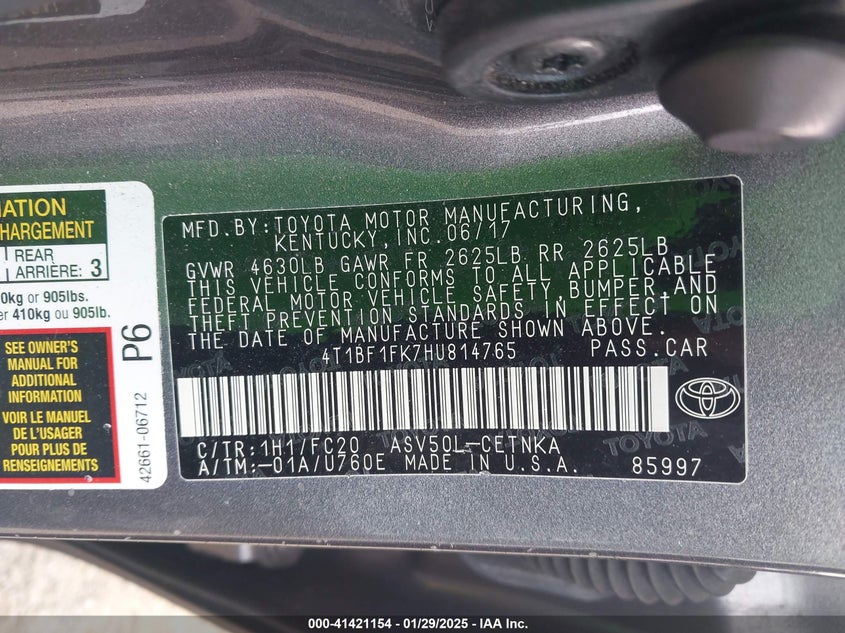 MATION
CHARGEMENT
REAR
ARRIÈRE: 3
0kg or 905lbs.
er 410kg ou 905lb.
SEE OWNER'S
MANUAL FOR
ADDITIONAL
INFORMATION
VOIR LE MANUEL
DE L'USAGER
POUR PLUS DE
RENSEIGNEMENTS
P6
42661-06712
MFD.BY:TOYOTA MOTOR MANUFACTURING,
KENTUCKY,INC.06/17
GVWR 4630LB GAWR FR 2625LB RR 2625LB
THIS VEHICLE CONFORMS TO ALL APPLICABLE
FEDERAL MOTOR VEHICLE SAFETY,BUMPER,AND
THEFT PREVENTION STANDARDS IN EFFECT ON
THE DATE OF MANUFACTURE SHOWN ABOVE.
4T1BF1FK7HU814765 PASS.CAR
C/TR:1H1/FC20 ASV50L-CETNKA
A/TM:-01A/U760E MADE IN U.S.A. 85997
000-41421154 - 01/29/2025 - IAA Inc.